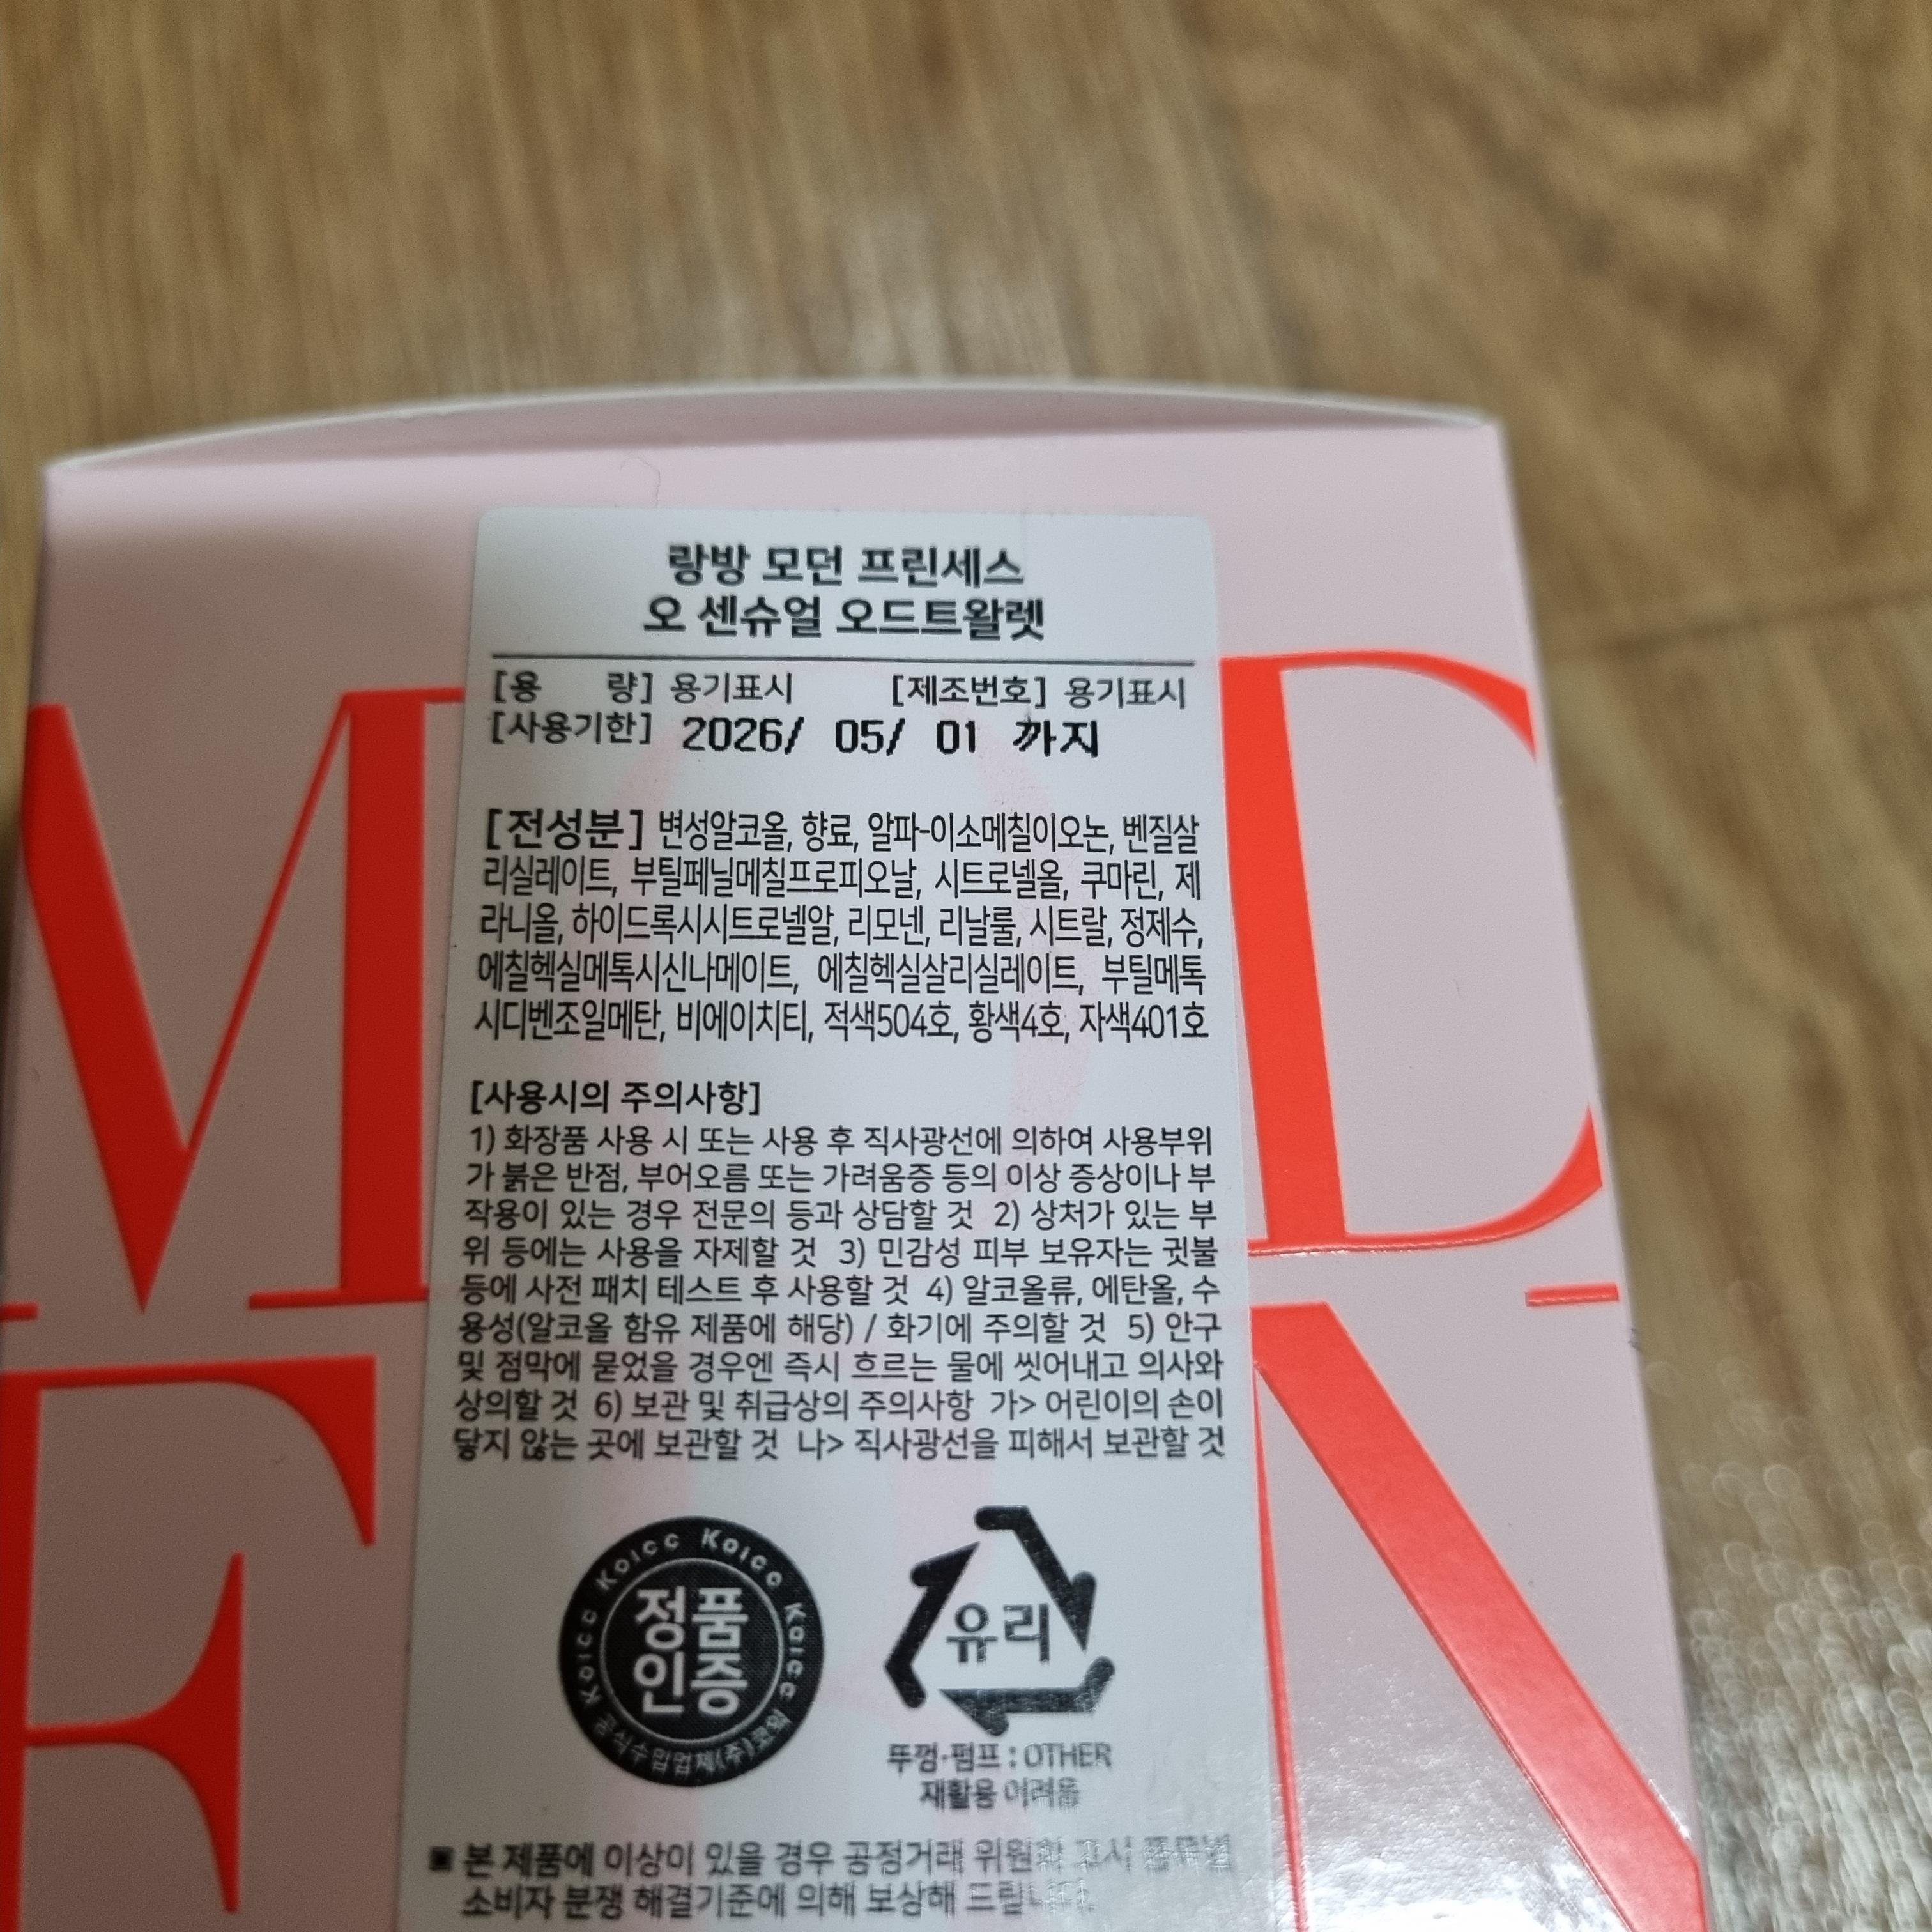 랑방 모던 프린세스
오 센슈얼 오드트왈렛
[용 량] 용기표시 [제조번호] 용기표시
[사용기한] 2026/ 05/ 01 까지
[전성분] 변성알코올, 향료, 알파-이소메칠이오논, 벤질살
리실레이트, 부틸페닐메칠프로피오날, 시트로넬올, 쿠마린, 제
라니올, 하이드록시시트로넬알, 리모넨, 리날룰, 시트랄, 정제수,
에칠헥실메톡시신나메이트, 에칠헥실살리실레이트, 부틸메톡
시디벤조일메탄, 비에이치티, 적색504호, 황색4호, 자색401호
[사용시의 주의사항]
1) 화장품 사용 시 또는 사용 후 직사광선에 의하여 사용부위
가 붉은 반점, 부어오름 또는 가려움증 등의 이상 증상이나 부
작용이 있는 경우 전문의 등과 상담할 것 2) 상처가 있는 부
위 등에는 사용을 자제할 것 3) 민감성 피부 보유자는 귓불
등에 사전 패치 테스트 후 사용할 것 4) 알코올류, 에탄올, 수
용성(알코올 함유 제품에 해당) / 화기에 주의할 것 5) 안구
및 점막에 묻었을 경우엔 즉시 흐르는 물에 씻어내고 의사와
상의할 것 6) 보관 및 취급상의 주의사항 가> 어린이의 손이
닿지 않는 곳에 보관할 것 나> 직사광선을 피해서 보관할 것
Koicc Koicc Koicc Koicc
정품
인증
공식수입업체(주)코익
유리
뚜껑·펌프 : OTHER
재활용 어려움
▣ 본 제품에 이상이 있을 경우 공정거래 위원회 고시 품목별
소비자 분쟁 해결기준에 의해 보상해 드립니다.
M D
E N